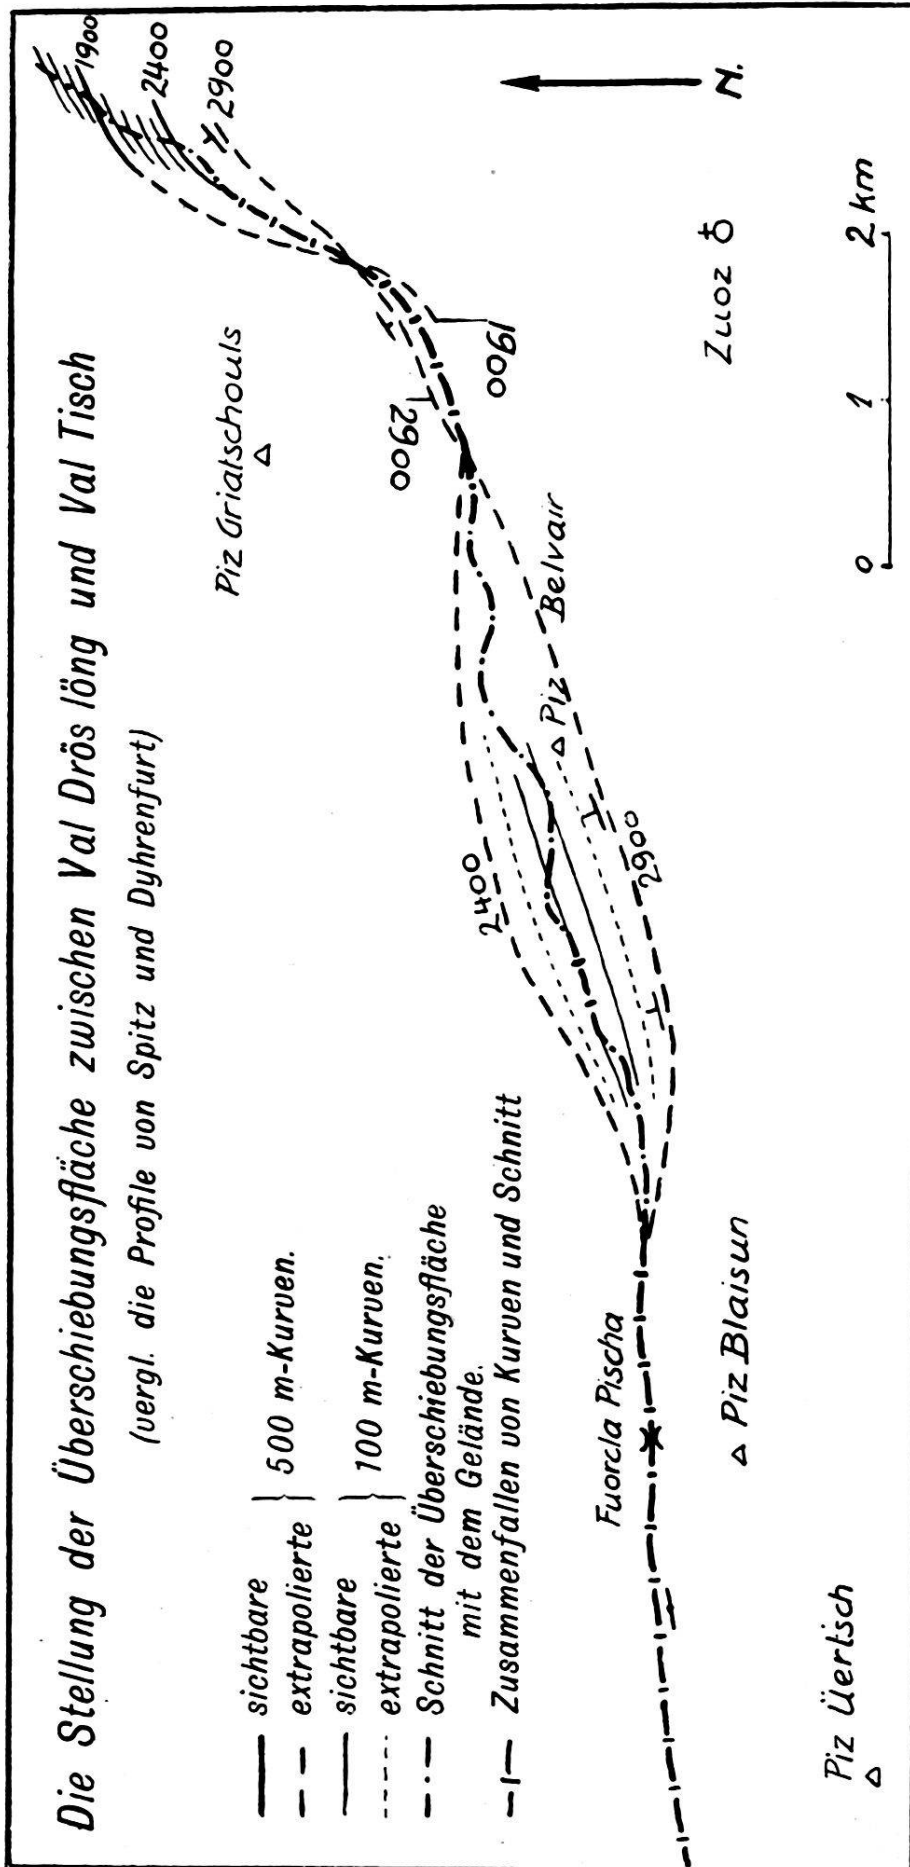 Die Stellung der Überschiebungsfläche zwischen Val Drös löng und Val Tisch
(vergl. die Profile von Spitz und Dyhrenfurt)
sichtbare
extrapolierte
500 m-Kurven.
sichtbare
extrapolierte
100 m-Kurven.
Schnitt der Überschiebungsfläche
mit dem Gelände.
Zusammenfallen von Kurven und Schnitt
1900
2400
2900
N.
Piz Griatschouls
2900
1900
Zuoz
2400
Piz Belvair
2900
0 1 2 km
Fuorcla Pischa
Piz Blaisun
Piz Üertsch